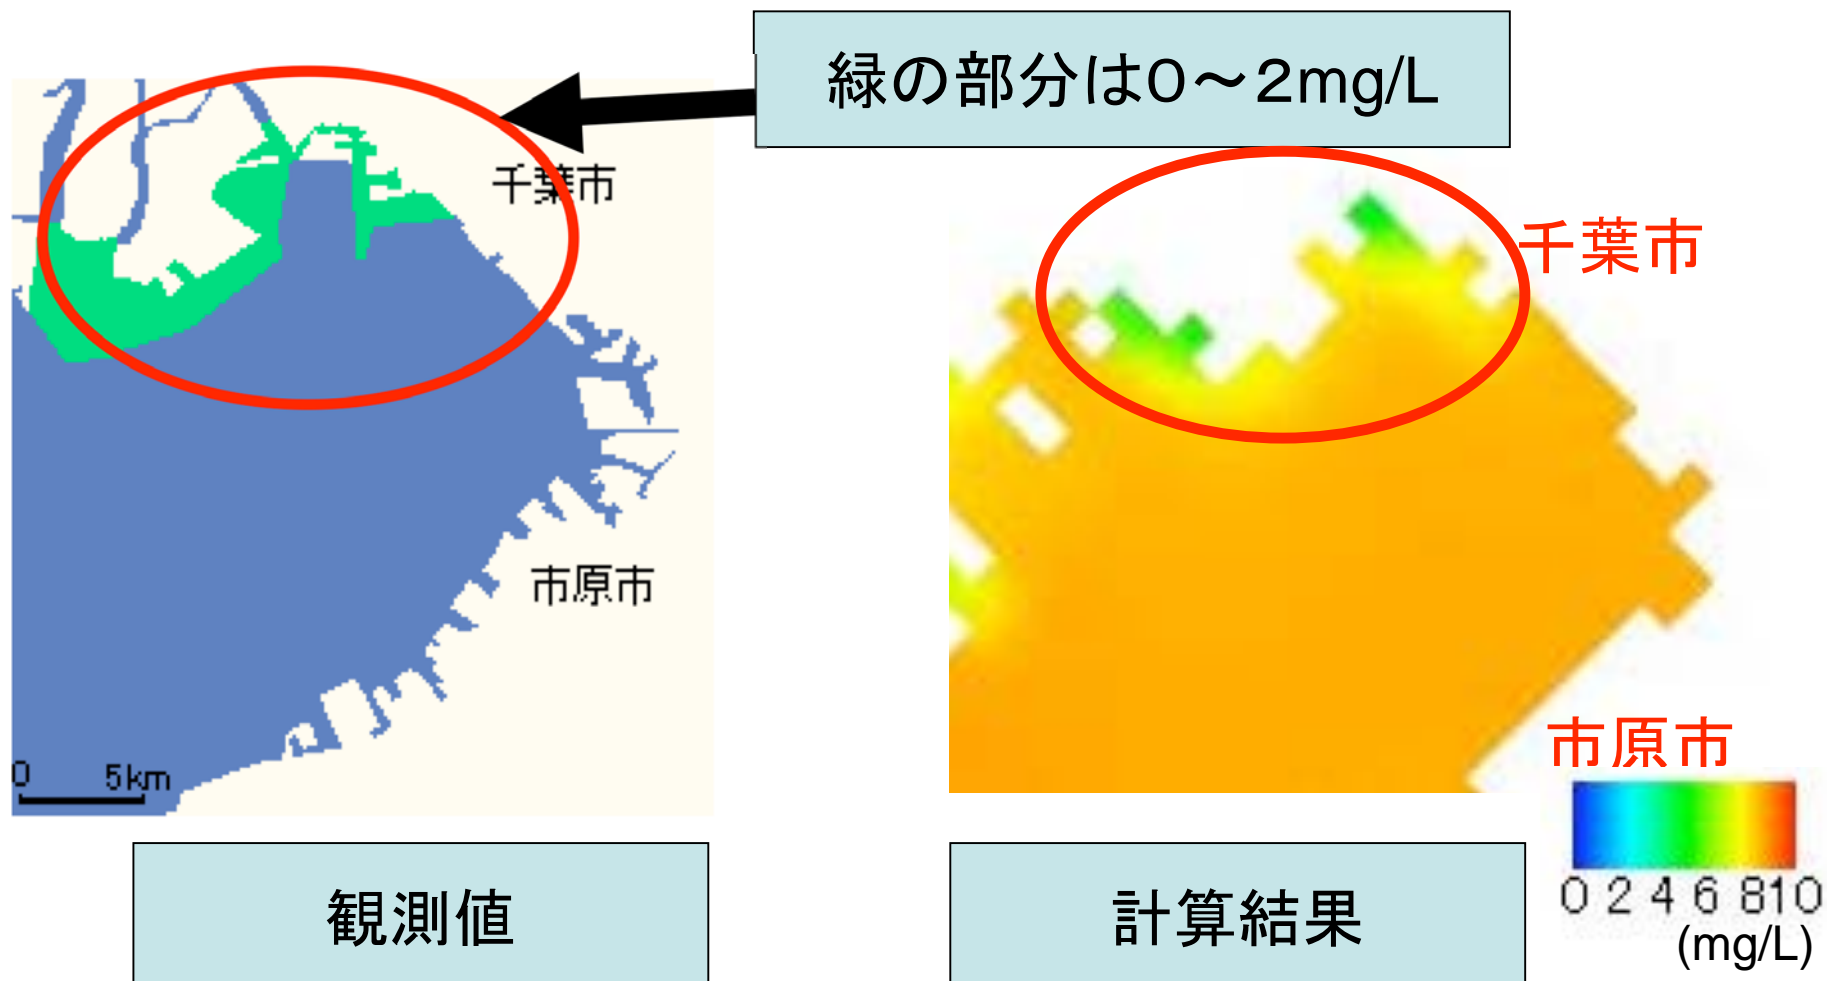 緑の部分は0～2mg/L
千葉市
千葉市
市原市
市原市
0 5km
0 2 4 6 8 10
(mg/L)
観測値
計算結果